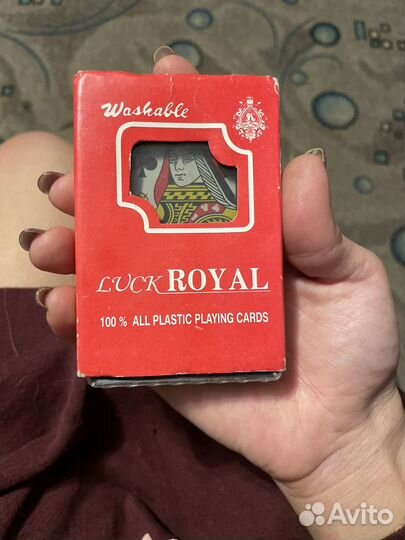 Washable
LUCK ROYAL
100 % ALL PLASTIC PLAYING CARDS
Avito